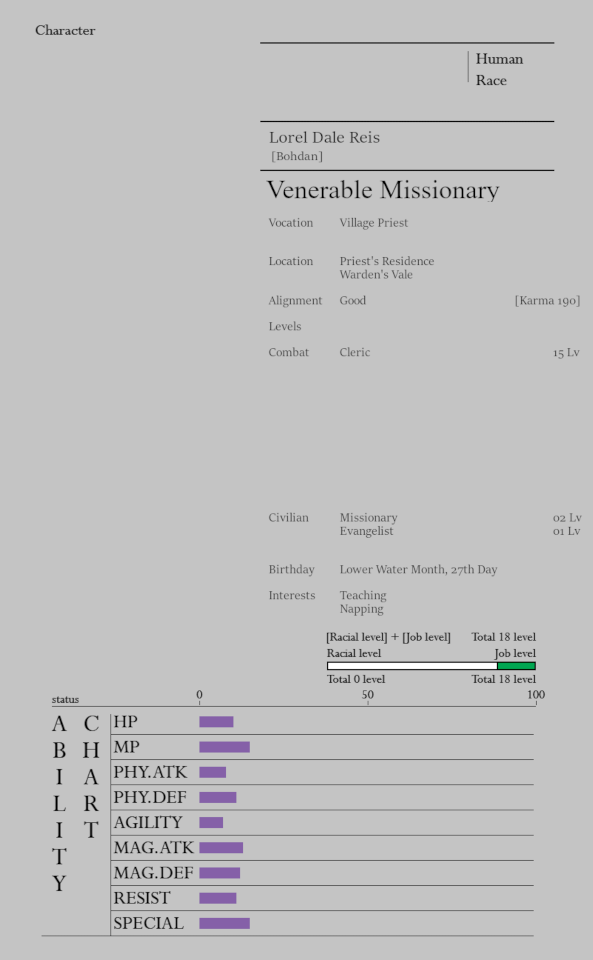 Character
Human
Race
Lorel Dale Reis
[Bohdan]
Venerable Missionary
Vocation Village Priest
Location Priest's Residence
Warden's Vale
Alignment Good [Karma 190]
Levels
Combat Cleric 15 Lv
Civilian Missionary 02 Lv
Evangelist 01 Lv
Birthday Lower Water Month, 27th Day
Interests Teaching
Napping
[Racial level] + [Job level] Total 18 level
Racial level Job level
Total 0 level Total 18 level
status 0 50 100
ABILITY
CHART
HP
MP
PHY.ATK
PHY.DEF
AGILITY
MAG.ATK
MAG.DEF
RESIST
SPECIAL